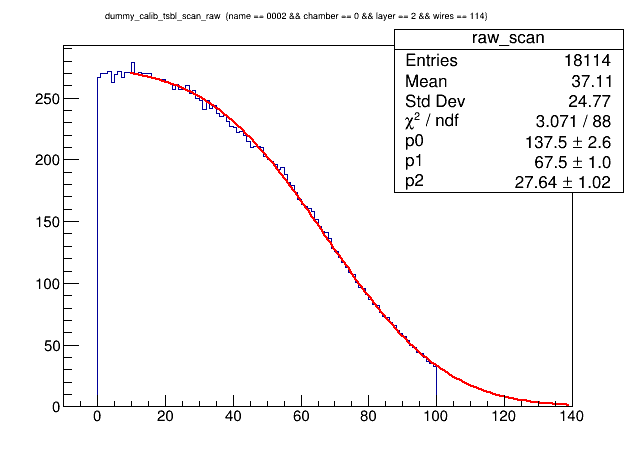 dummy_calib_tsbl_scan_raw (name == 0002 && chamber == 0 && layer == 2 && wires == 114)
raw_scan
Entries 18114
Mean 37.11
Std Dev 24.77
χ² / ndf 3.071 / 88
p0 137.5 ± 2.6
p1 67.5 ± 1.0
p2 27.64 ± 1.02
250
200
150
100
50
0
0 20 40 60 80 100 120 140